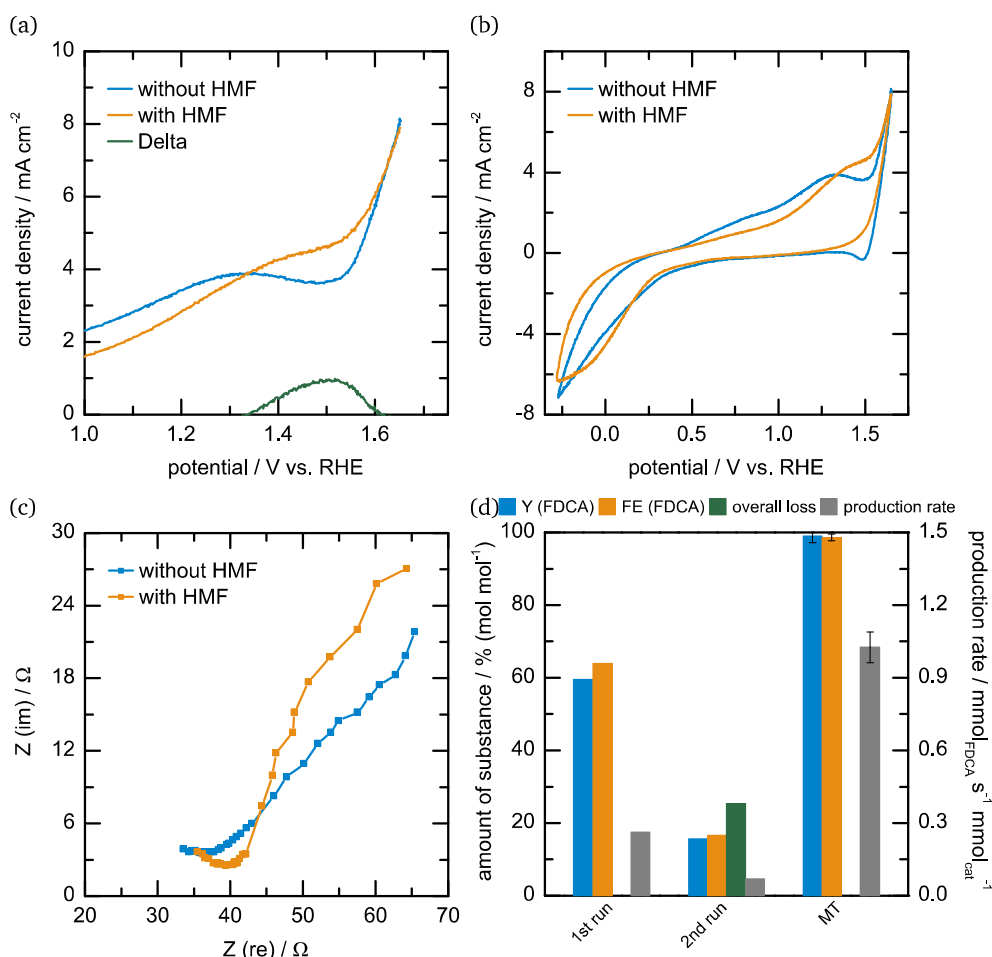 (a)
10
8
6
4
2
0
1.0
1.2
1.4
1.6
current density / mA cm⁻²
potential / V vs. RHE
without HMF
with HMF
Delta
(b)
8
4
0
-4
-8
0.0
0.5
1.0
1.5
current density / mA cm⁻²
potential / V vs. RHE
without HMF
with HMF
(c)
30
24
18
12
6
0
20
30
40
50
60
70
Z (im) / Ω
Z (re) / Ω
without HMF
with HMF
(d)
Y (FDCA) FE (FDCA) overall loss production rate
100
80
60
40
20
0
1.5
1.2
0.9
0.6
0.3
0.0
amount of substance / % (mol mol⁻¹)
production rate / mmol_FDCA s⁻¹ mmol_cat⁻¹
1st run
2nd run
MT